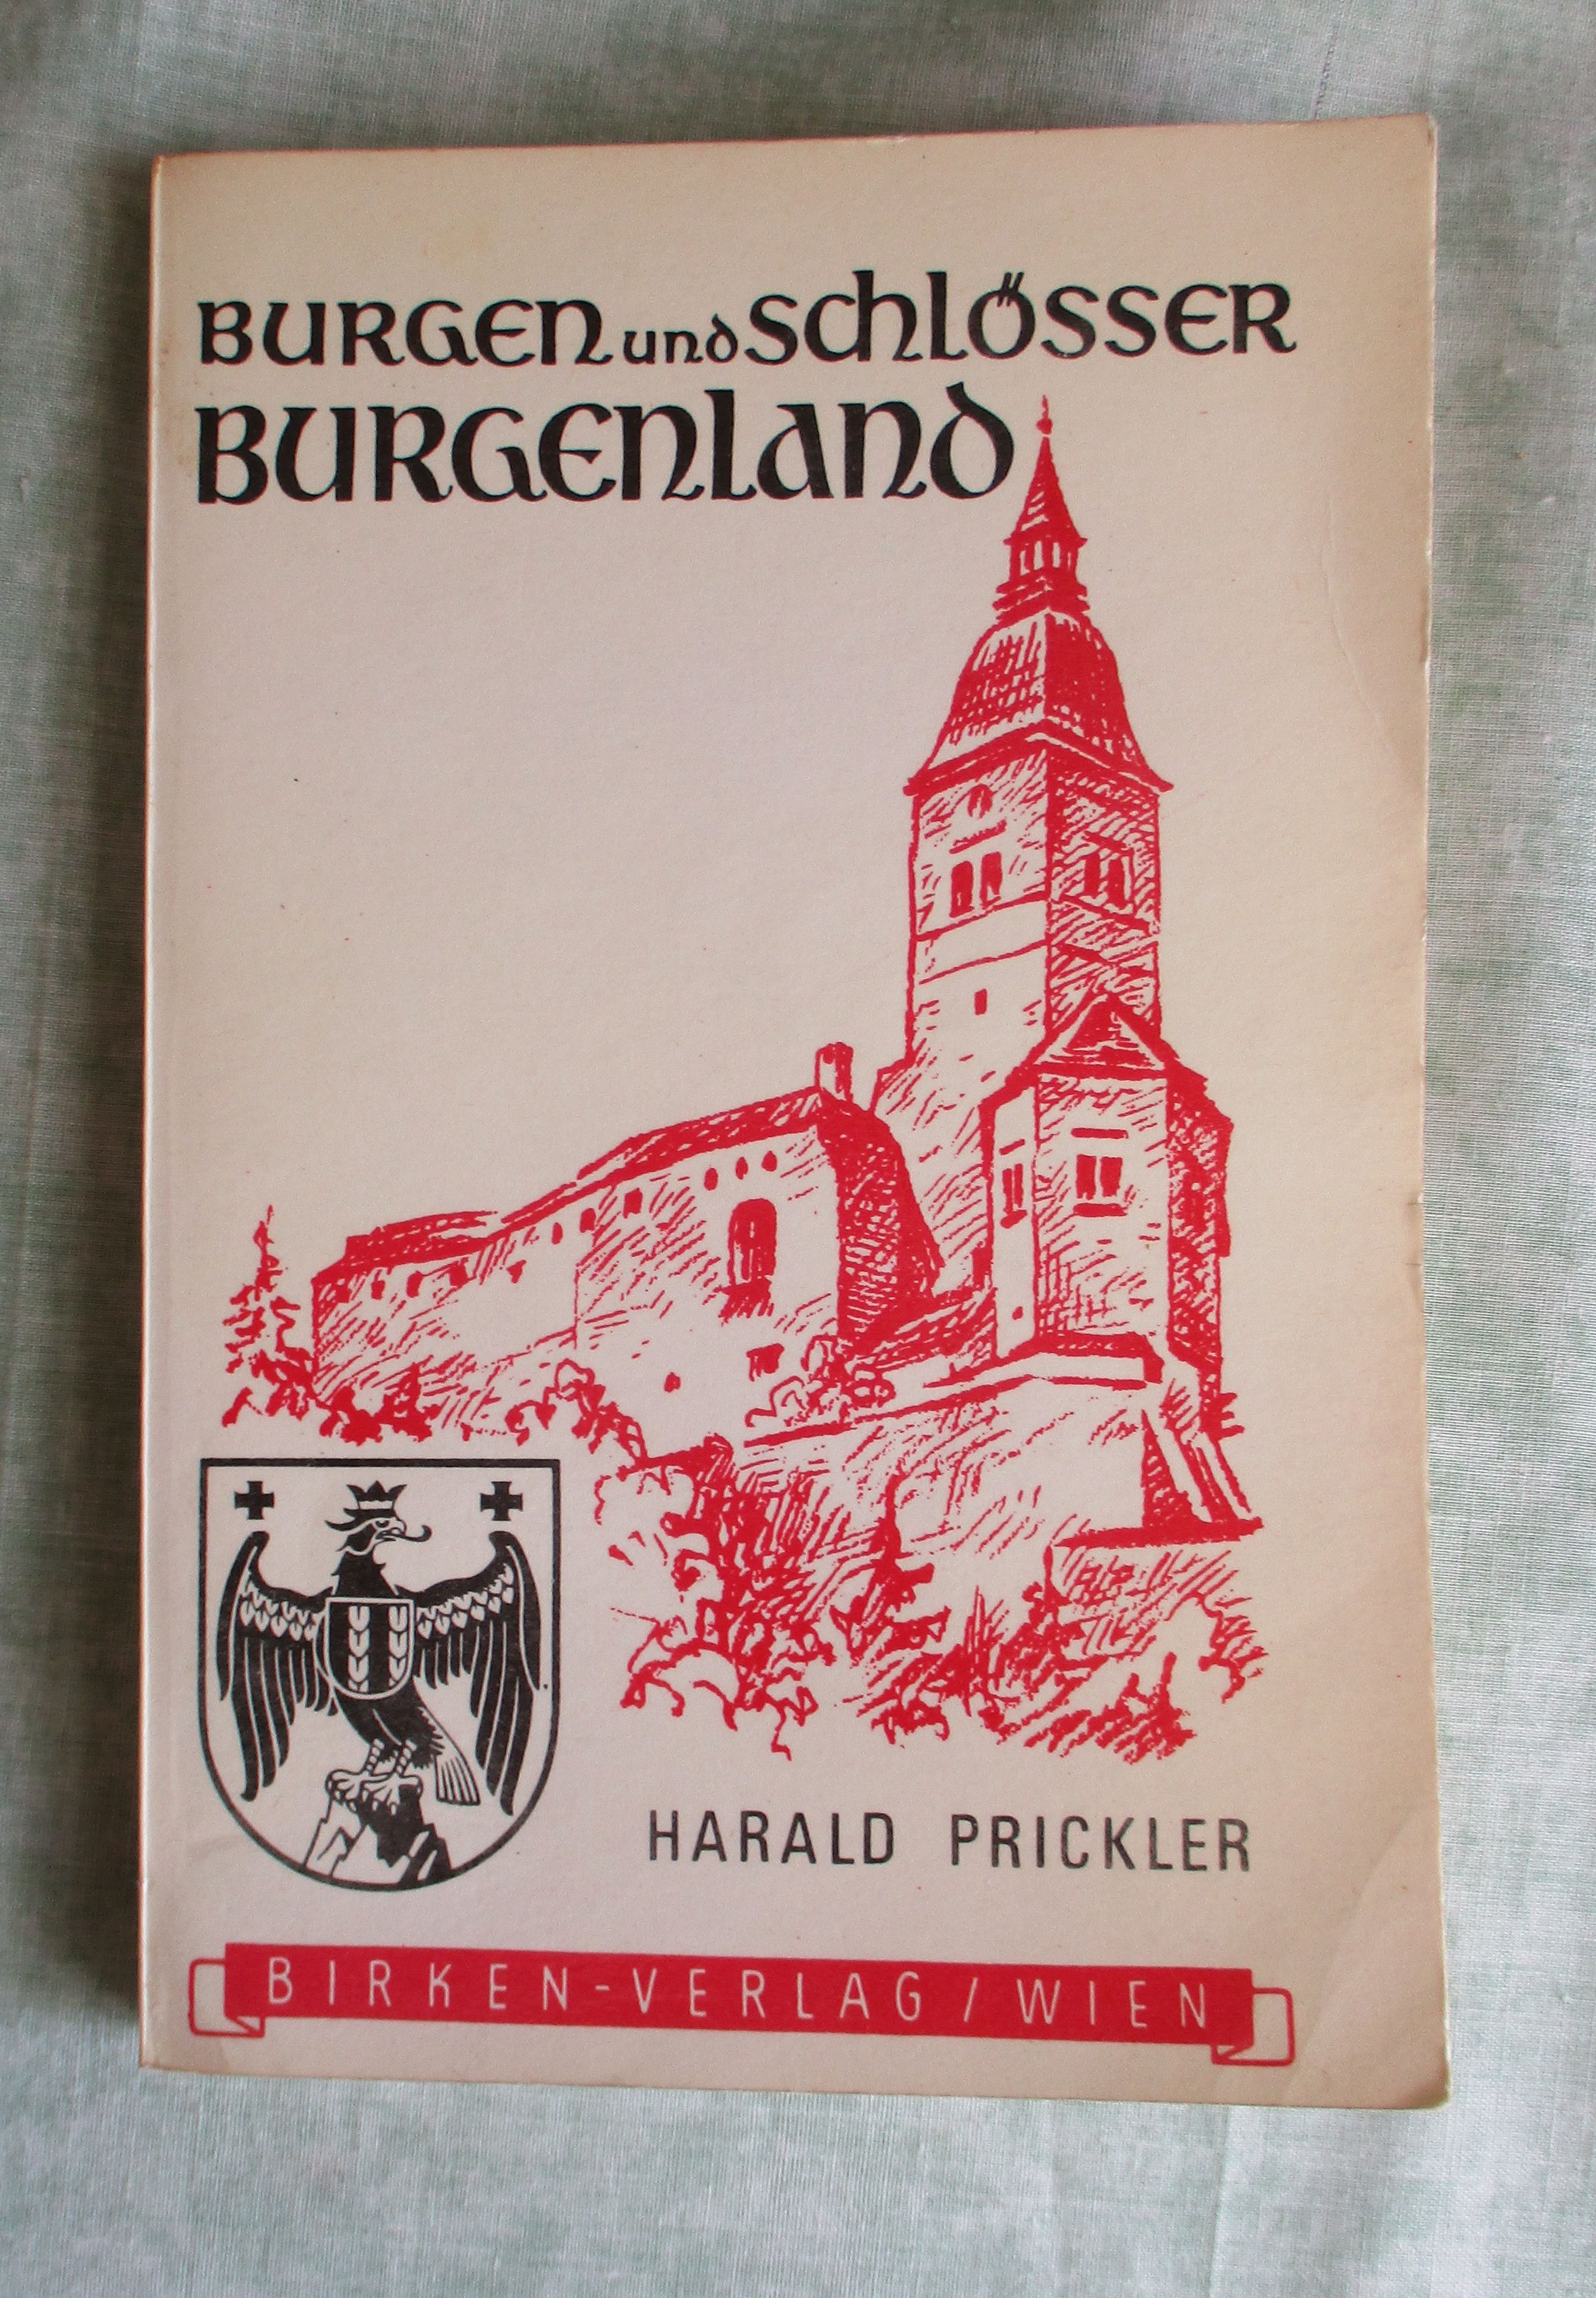 BURGEN und SCHLÖSSER
BURGENLAND
HARALD PRICKLER
BIRKEN-VERLAG / WIEN